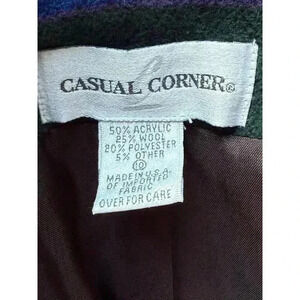 CASUAL CORNER®
50% ACRYLIC
25% WOOL
20% POLYESTER
5% OTHER
10
MADE IN U.S.A.
OF IMPORTED
FABRIC
OVER FOR CARE